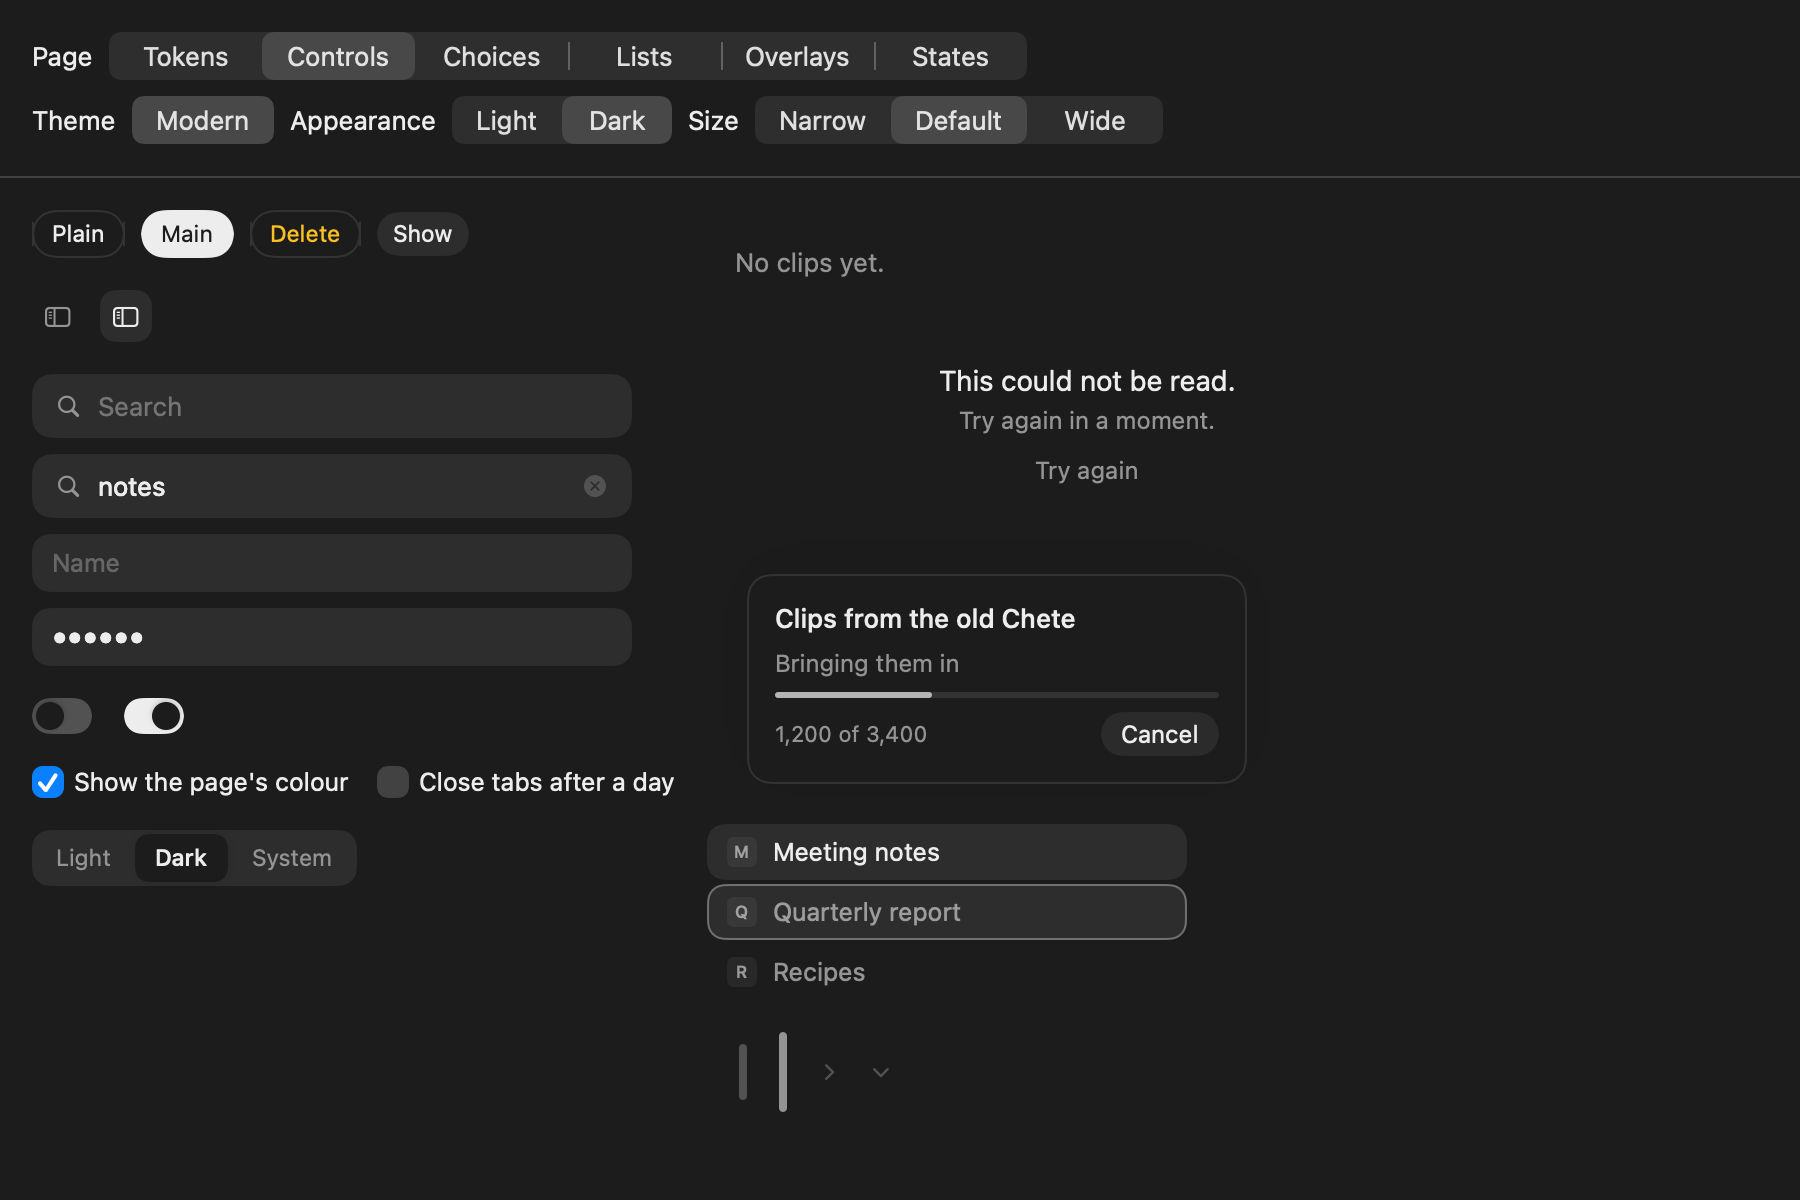 Page Tokens Controls Choices Lists Overlays States
Theme Modern Appearance Light Dark Size Narrow Default Wide
Plain Main Delete Show
Search
notes
Name
Show the page's colour Close tabs after a day
Light Dark System
No clips yet.
This could not be read.
Try again in a moment.
Try again
Clips from the old Chete
Bringing them in
1,200 of 3,400 Cancel
M Meeting notes
Q Quarterly report
R Recipes